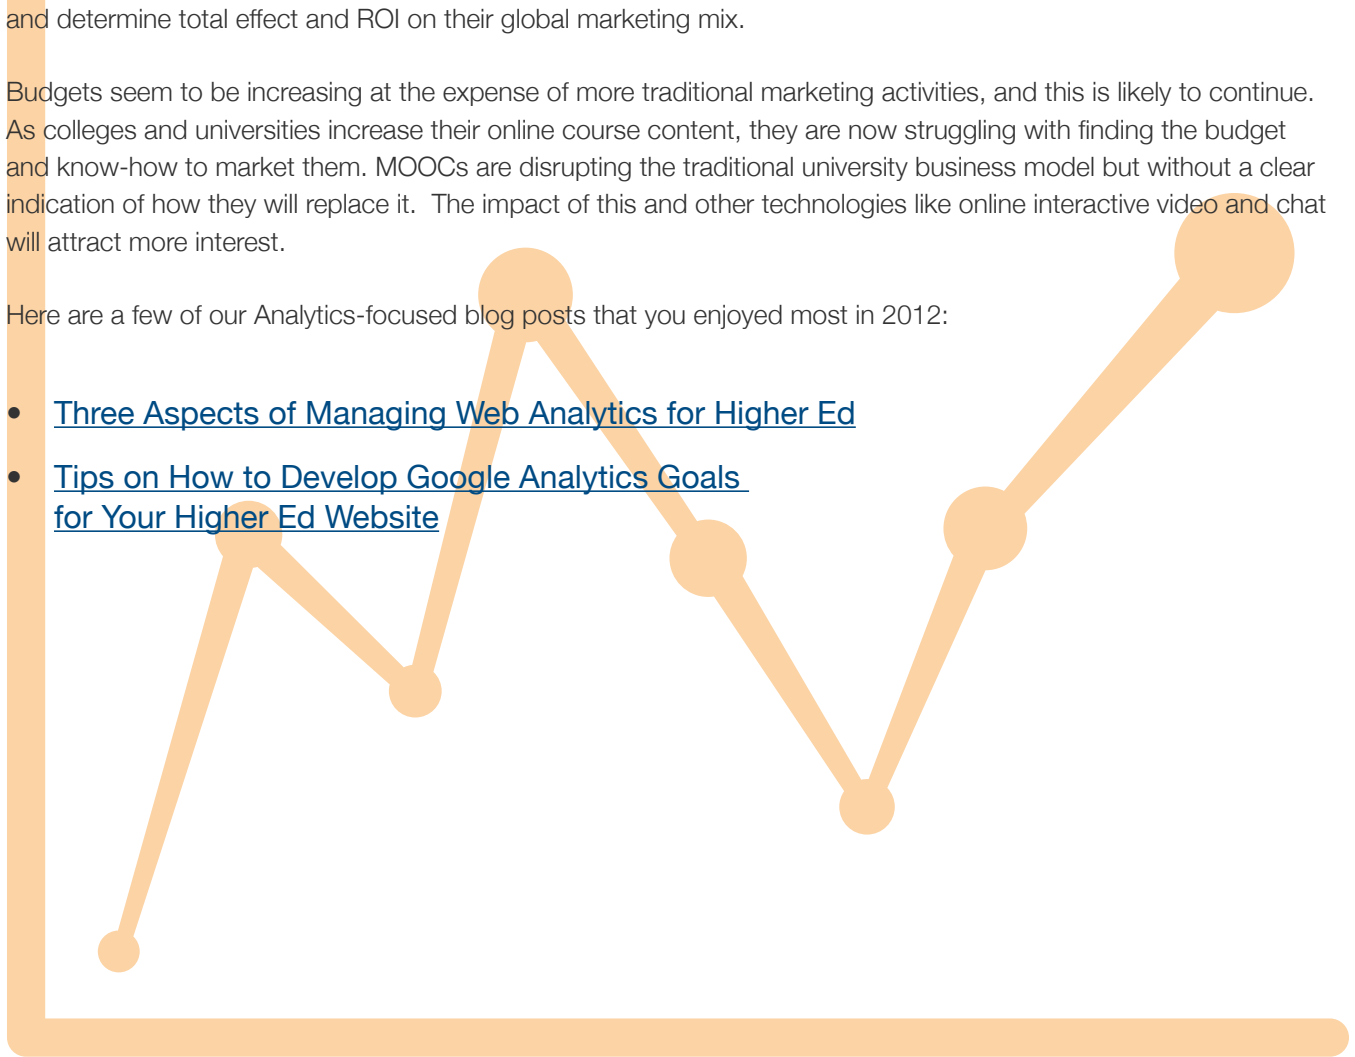 and determine total effect and ROI on their global marketing mix.
Budgets seem to be increasing at the expense of more traditional marketing activities, and this is likely to continue.
As colleges and universities increase their online course content, they are now struggling with finding the budget
and know-how to market them. MOOCs are disrupting the traditional university business model but without a clear
indication of how they will replace it.  The impact of this and other technologies like online interactive video and chat
will attract more interest.
Here are a few of our Analytics-focused blog posts that you enjoyed most in 2012:
• Three Aspects of Managing Web Analytics for Higher Ed
• Tips on How to Develop Google Analytics Goals
for Your Higher Ed Website